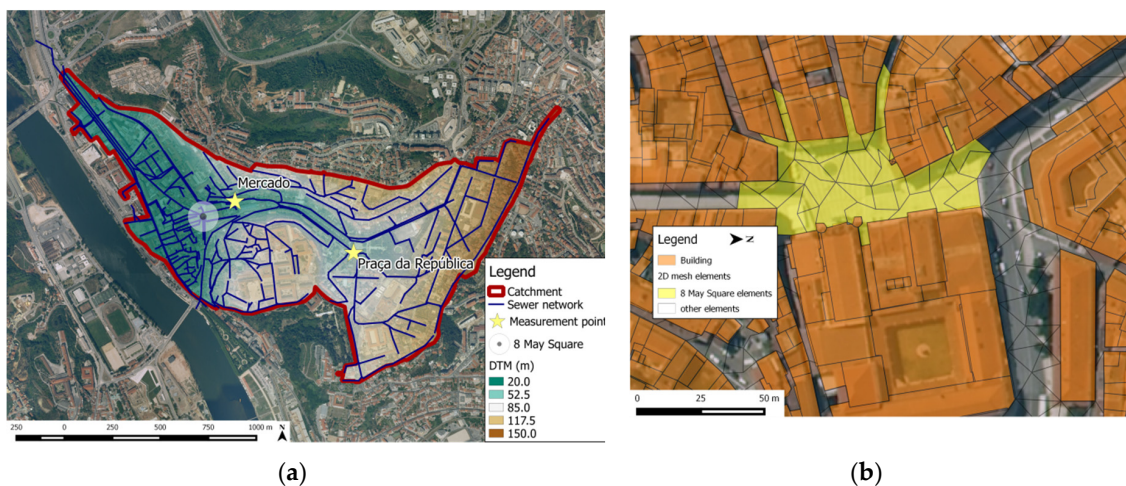 Mercado
Praça da República
Legend
Catchment
Sewer network
Measurement point
8 May Square
DTM (m)
20.0
52.5
85.0
117.5
150.0
250 0 250 500 750 1000 m
N
(a)
Legend
N
Building
2D mesh elements
8 May Square elements
other elements
0 25 50 m
(b)